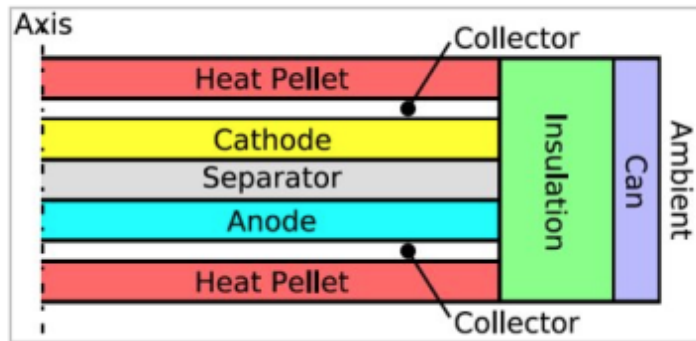 Axis
Collector
Heat Pellet
Cathode
Separator
Anode
Heat Pellet
Collector
Insulation
Can
Ambient